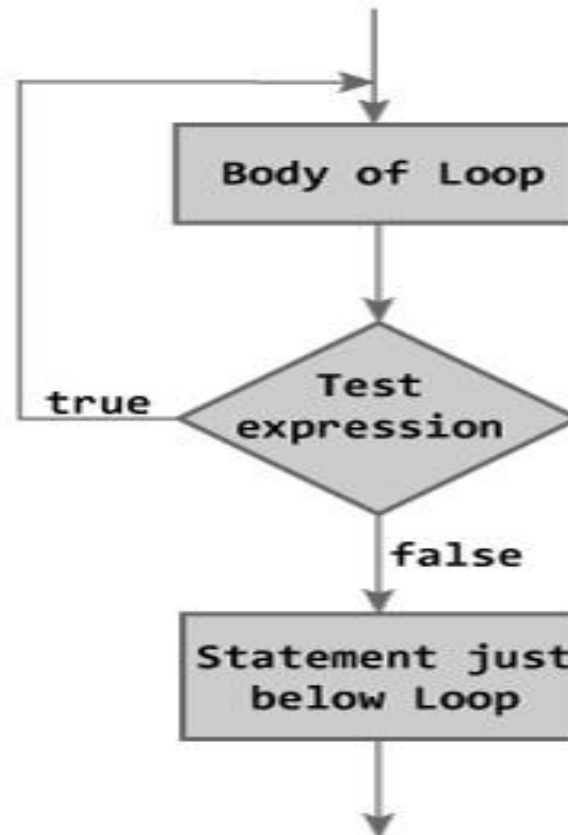 Body of Loop
Test
expression
true
false
Statement just
below Loop